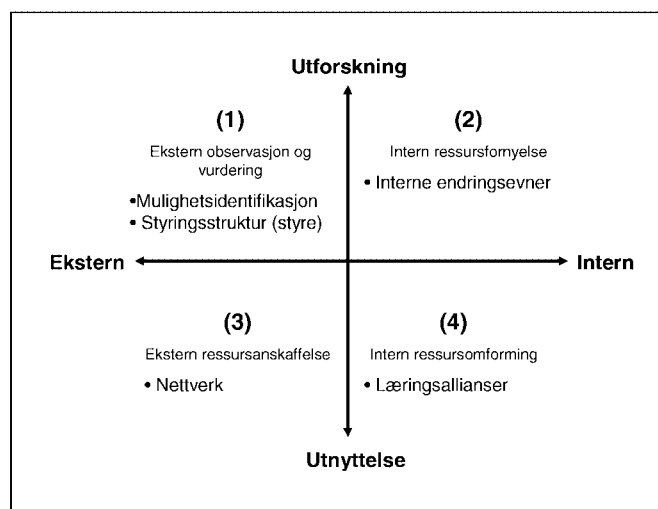 Utforskning
(1)
Ekstern observasjon og
vurdering
•Mulighetsidentifikasjon
• Styringsstruktur (styre)
(2)
Intern ressursfornyelse
• Interne endringsevner
Ekstern
Intern
(3)
Ekstern ressursanskaffelse
• Nettverk
(4)
Intern ressursomforming
• Læringsallianser
Utnyttelse